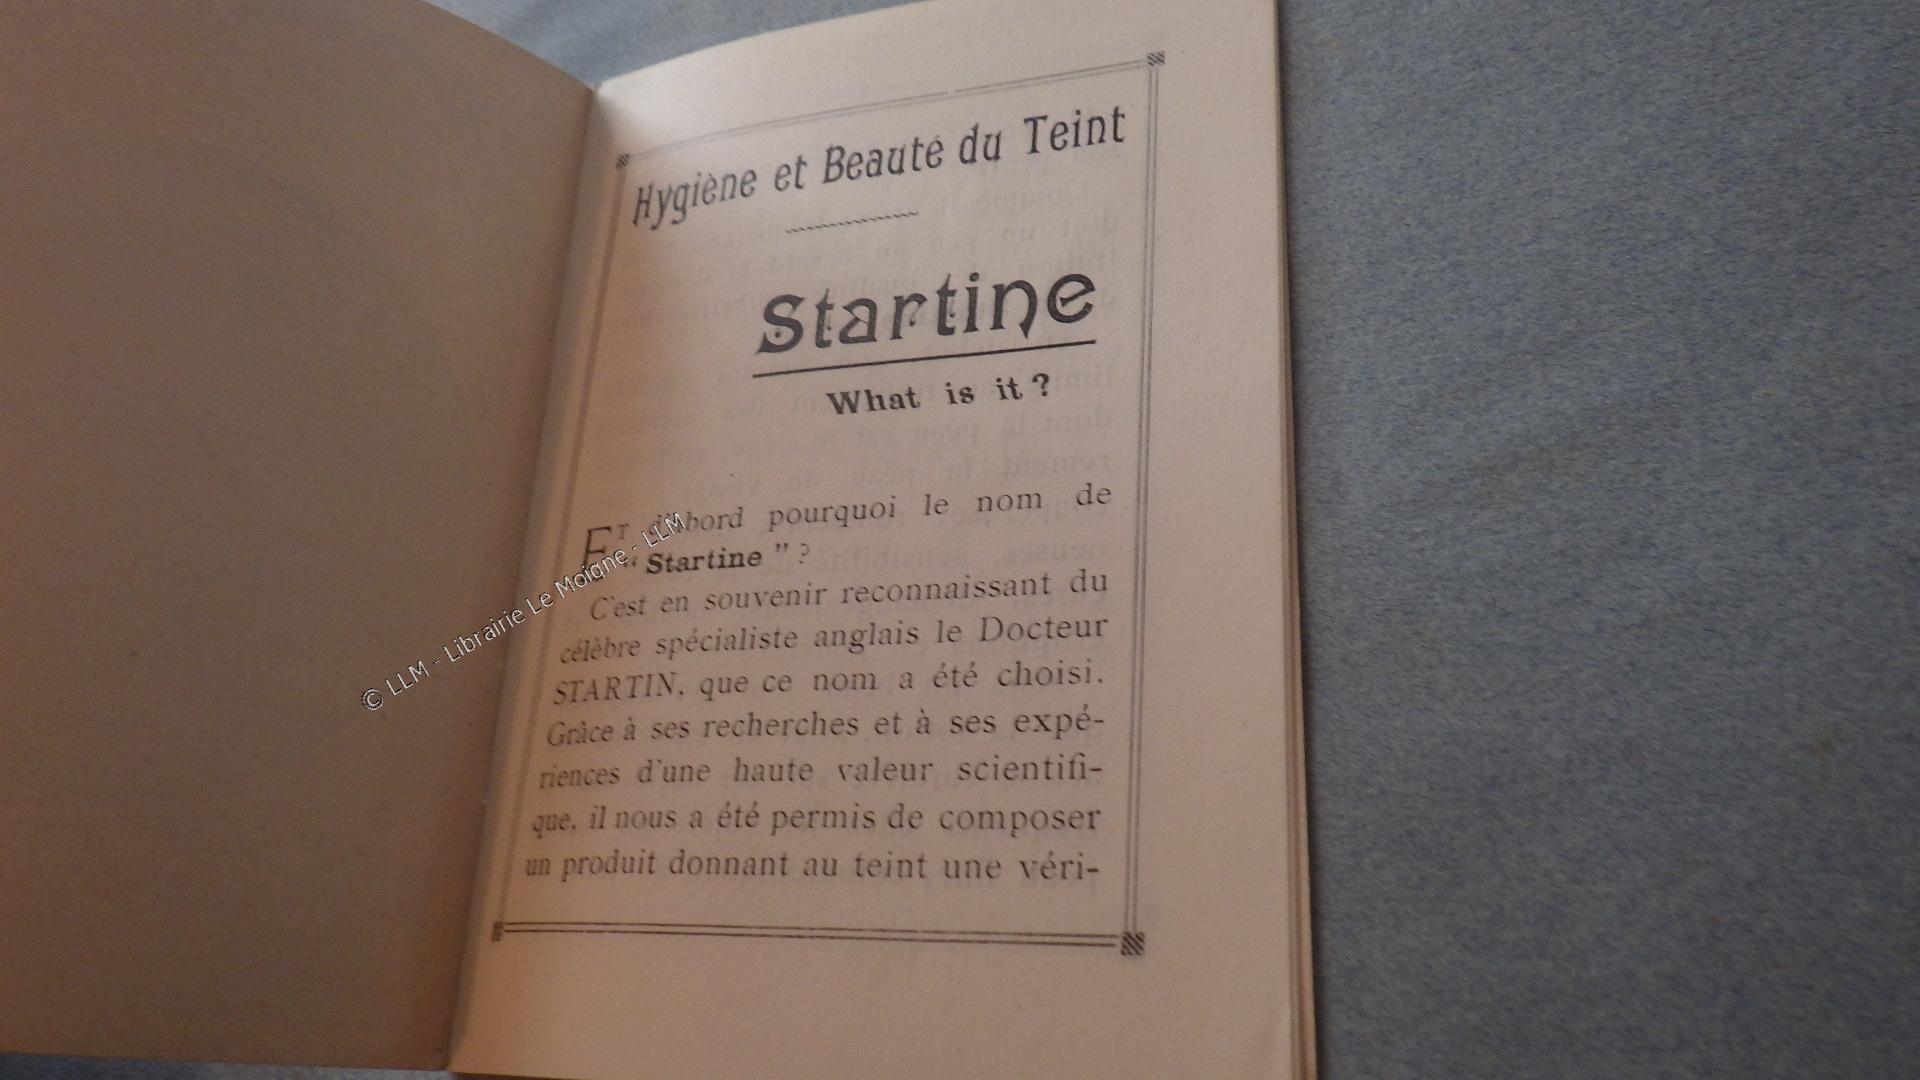 Hygiène et Beauté du Teint
Startine
What is it ?
ET d'abord pourquoi le nom de
“ Startine ” ?
C'est en souvenir reconnaissant du
célèbre spécialiste anglais le Docteur
STARTIN, que ce nom a été choisi.
Grâce à ses recherches et à ses expé-
riences d'une haute valeur scientifi-
que, il nous a été permis de composer
un produit donnant au teint une véri-
© LLM - Librairie Le Moigne - LLM